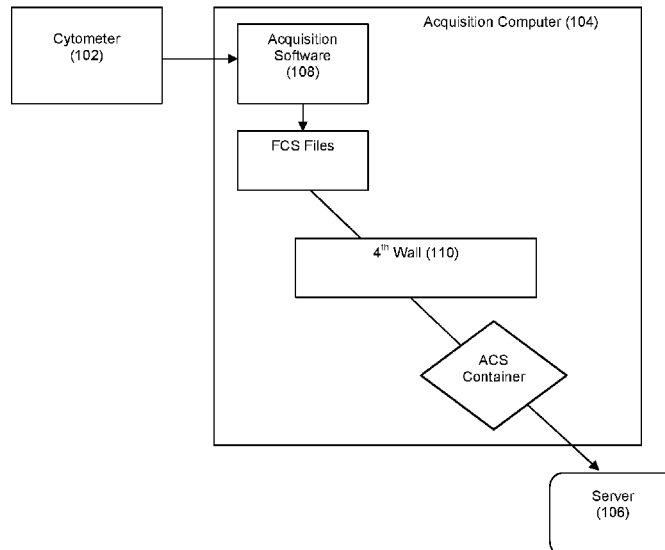 Acquisition Computer (104)
Cytometer
(102)
Acquisition
Software
(108)
FCS Files
4th Wall (110)
ACS
Container
Server
(106)